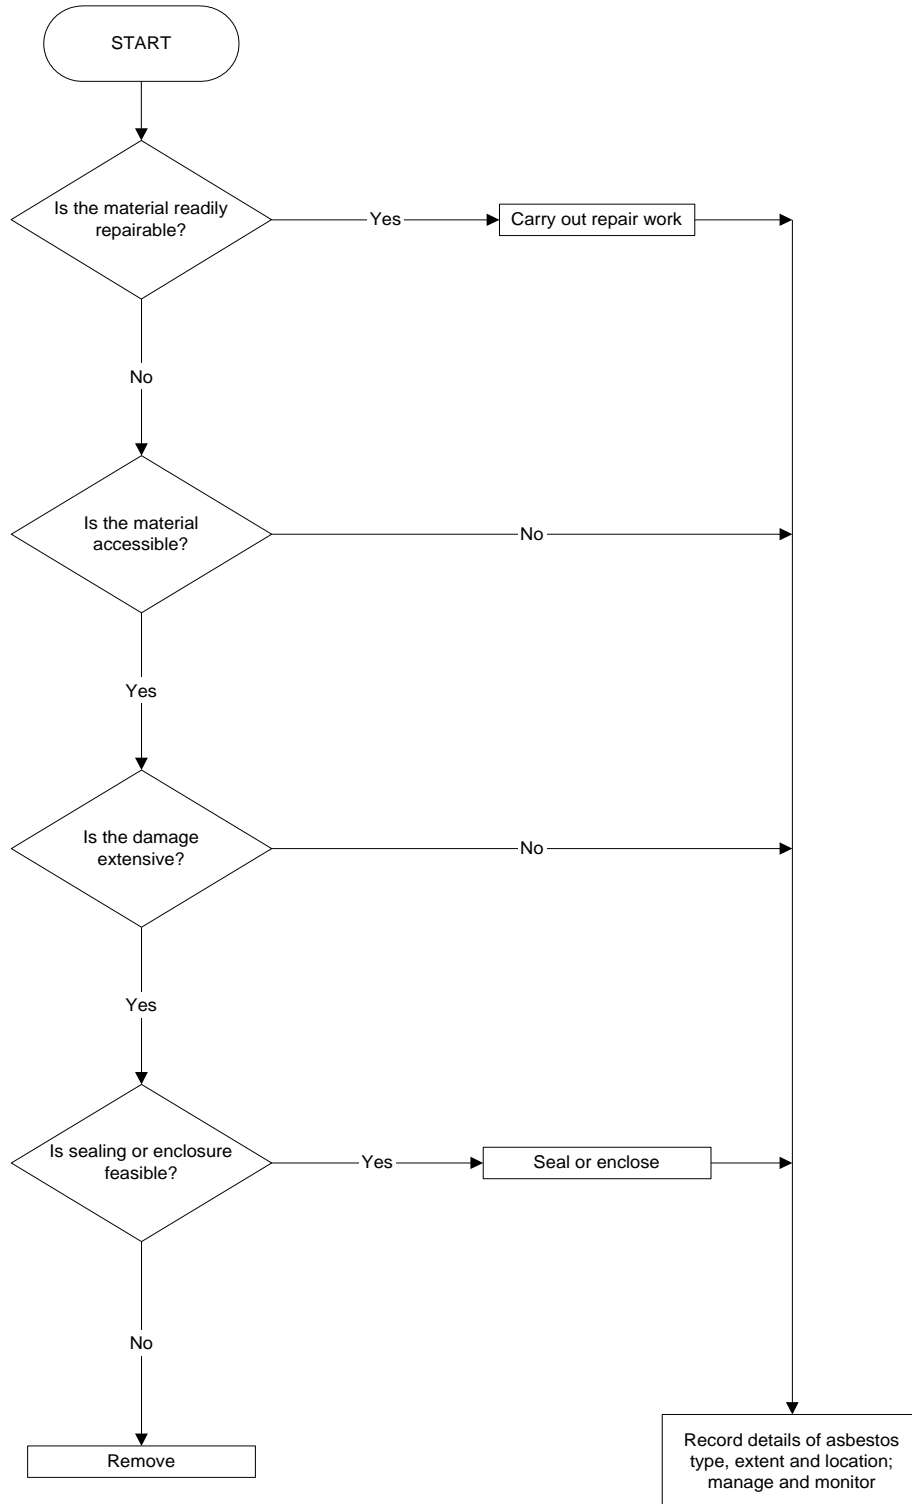 START
Is the material readily
repairable?
Yes
Carry out repair work
No
Is the material
accessible?
No
Yes
Is the damage
extensive?
No
Yes
Is sealing or enclosure
feasible?
Yes
Seal or enclose
No
Remove
Record details of asbestos
type, extent and location;
manage and monitor